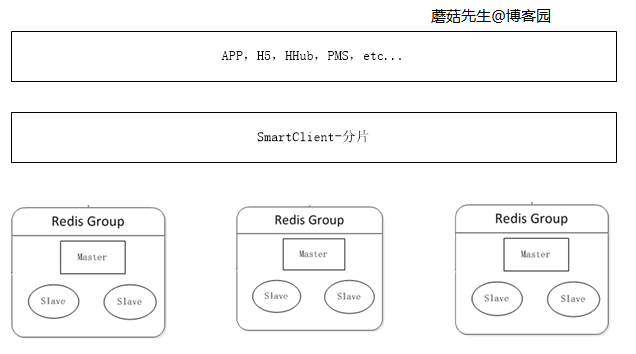 蘑菇先生@博客园
APP, H5, HHub, PMS, etc...
SmartClient-分片
Redis Group
Master
Slave
Slave
Redis Group
Master
Slave
Slave
Redis Group
Master
Slave
Slave